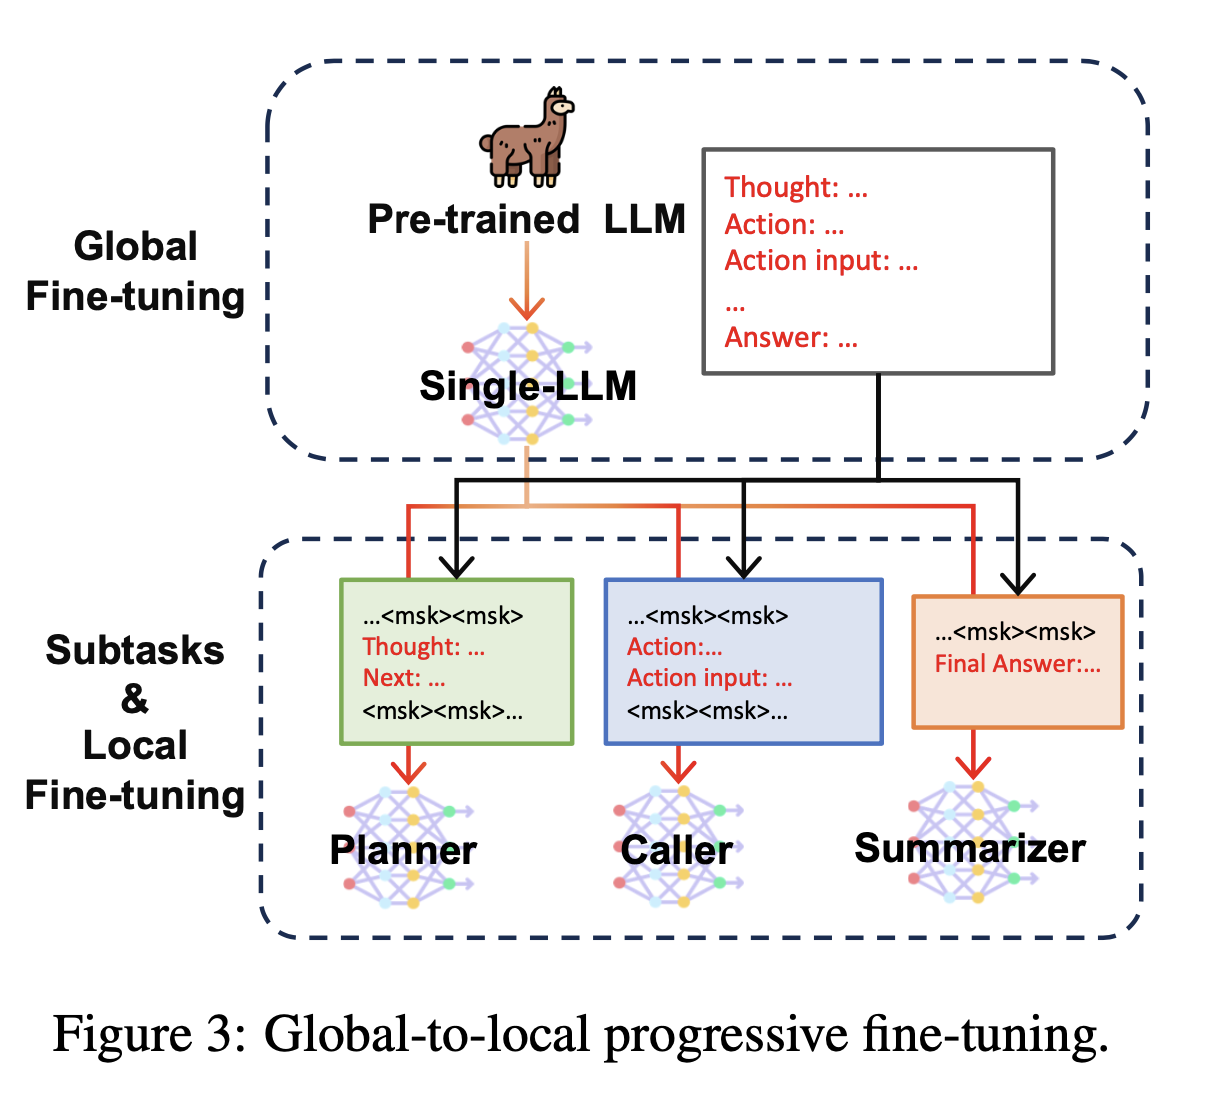 Global
Fine-tuning
Pre-trained LLM
Single-LLM
Thought: ...
Action: ...
Action input: ...
...
Answer: ...
Subtasks
&
Local
Fine-tuning
...<msk><msk>
Thought: ...
Next: ...
<msk><msk>...
Planner
...<msk><msk>
Action:...
Action input: ...
<msk><msk>...
Caller
...<msk><msk>
Final Answer:...
Summarizer
Figure 3: Global-to-local progressive fine-tuning.